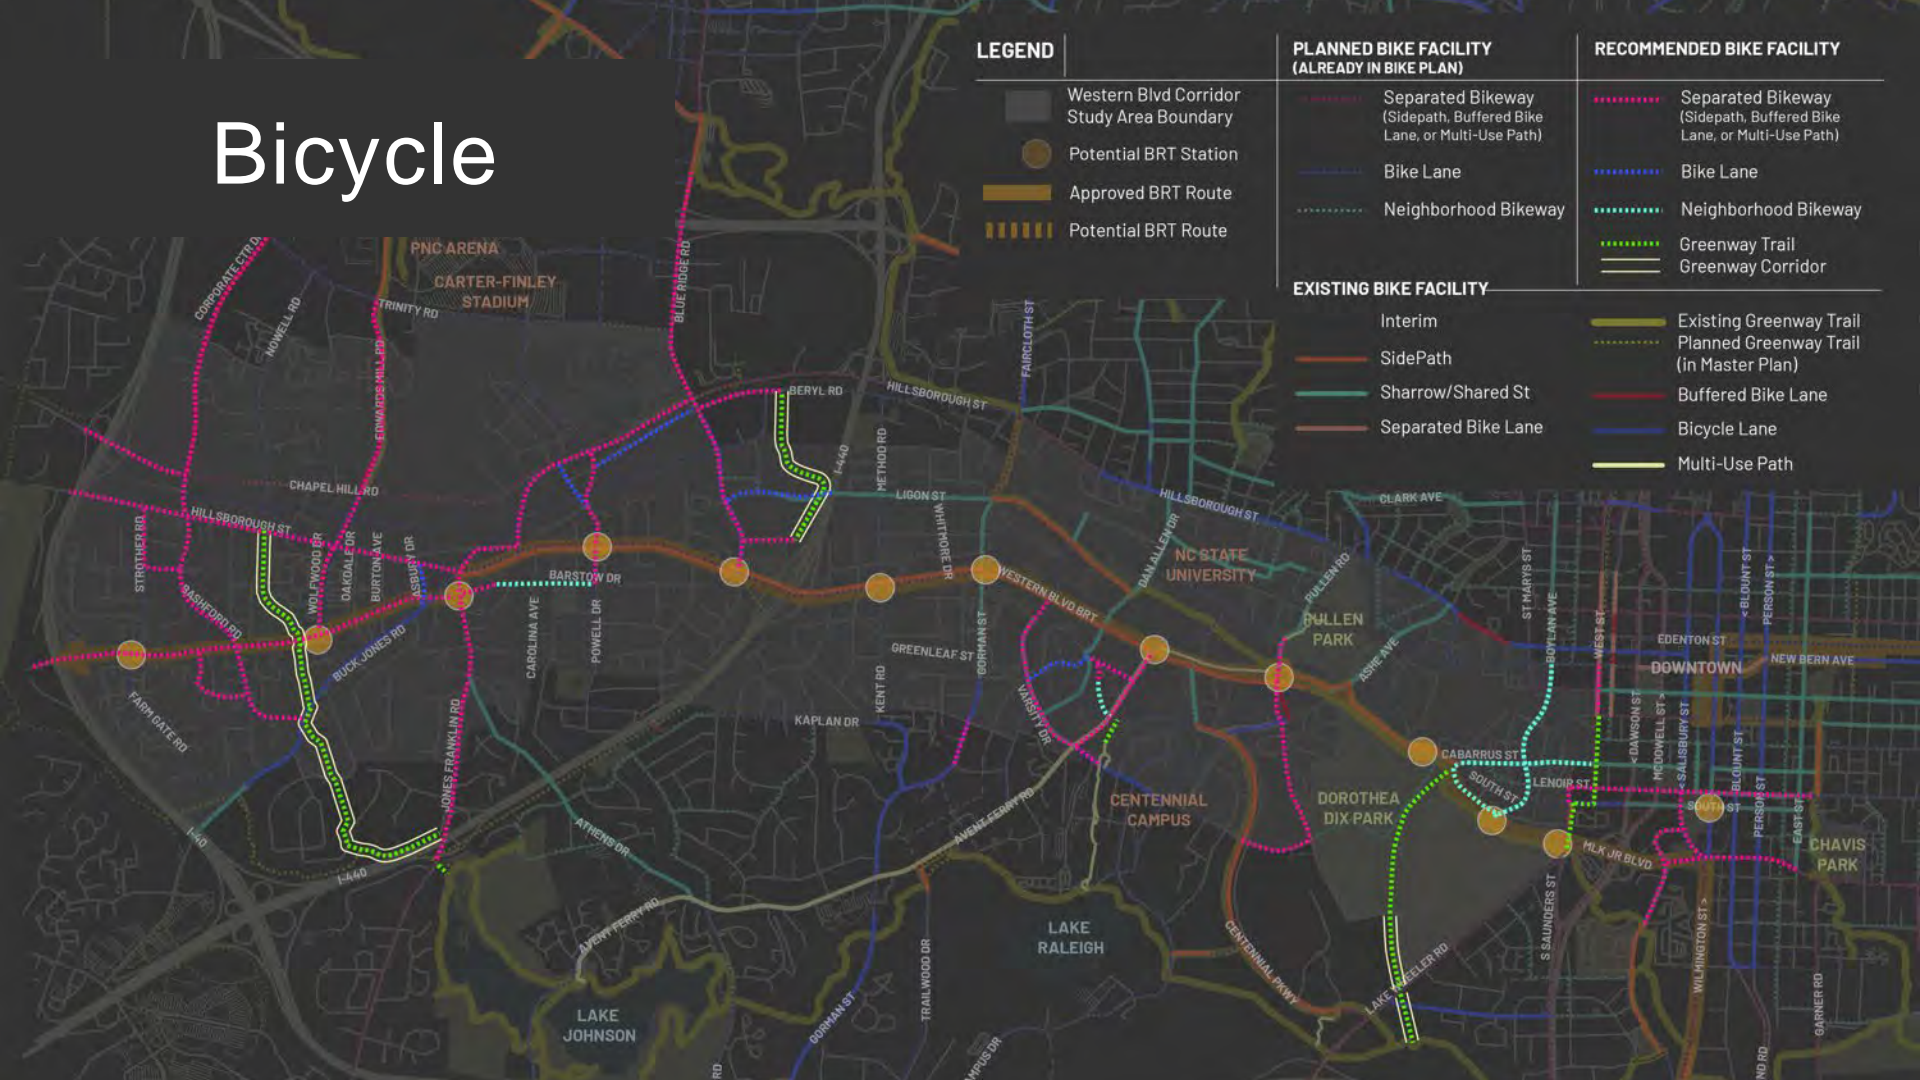 Bicycle
LEGEND
Western Blvd Corridor
Study Area Boundary
Potential BRT Station
Approved BRT Route
Potential BRT Route
PLANNED BIKE FACILITY
(ALREADY IN BIKE PLAN)
Separated Bikeway
(Sidepath, Buffered Bike
Lane, or Multi-Use Path)
Bike Lane
Neighborhood Bikeway
RECOMMENDED BIKE FACILITY
Separated Bikeway
(Sidepath, Buffered Bike
Lane, or Multi-Use Path)
Bike Lane
Neighborhood Bikeway
Greenway Trail
Greenway Corridor
EXISTING BIKE FACILITY
Interim
SidePath
Sharrow/Shared St
Separated Bike Lane
Existing Greenway Trail
Planned Greenway Trail
(in Master Plan)
Buffered Bike Lane
Bicycle Lane
Multi-Use Path
PNC ARENA
CARTER-FINLEY
STADIUM
CORPORATE CTR D
NOWELL RD
TRINITY RD
EDWARDS MILL RD
BLUE RIDGE RD
BERYL RD
HILLSBOROUGH ST
FAIRCLOTH ST
I-440
METHOD RD
CHAPEL HILL RD
HILLSBOROUGH ST
LIGON ST
WHITMORE DR
HILLSBOROUGH ST
CLARK AVE
STROTHER RD
BASHFORD RD
WOLFWOOD DR
OAKDALE DR
BURTON AVE
ASBURY DR
BARSTOW DR
CAROLINA AVE
POWELL DR
BUCK JONES RD
FARM GATE RD
JONES FRANKLIN RD
WESTERN BLVD BRT
DAN ALLEN DR
NC STATE
UNIVERSITY
PULLEN RD
PULLEN
PARK
ASHE AVE
ST MARYS ST
BOYLAN AVE
WEST ST
< BLOUNT ST
PERSON ST >
EDENTON ST
DOWNTOWN
NEW BERN AVE
GREENLEAF ST
GORMAN ST
KENT RD
KAPLAN DR
VARSITY DR
CABARRUS ST
SOUTH ST
LENOIR ST
< DAWSON ST
MCDOWELL ST >
< SALISBURY ST
BLOUNT ST
PERSON ST
SOUTH ST
EAST ST
CHAVIS
PARK
MLK JR BLVD
CENTENNIAL
CAMPUS
DOROTHEA
DIX PARK
AVENT FERRY RD
ATHENS DR
I-40
I-440
AVENT FERRY RD
LAKE
RALEIGH
LAKE
JOHNSON
GORMAN ST
TRAILWOOD DR
CENTENNIAL PKWY
LAKE WHEELER RD
S SAUNDERS ST
WILMINGTON ST >
GARNER RD
RD
MPUS DR
ND RD